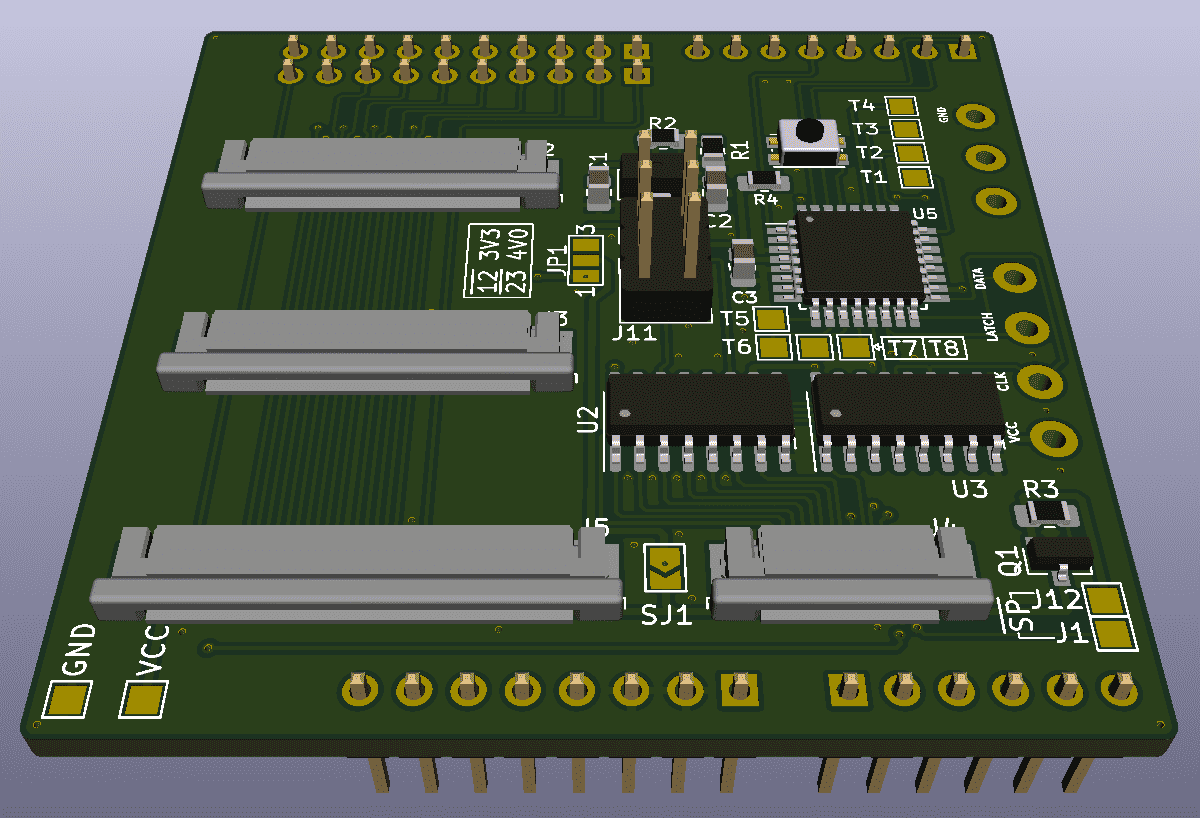 T4
GND
R2
T3
R1
T2
T1
R4
C2
U5
3
12 3V3
23 4V0
JP1
1
DATA
C3
T5
LATCH
J11
T6
T7 T8
CLK
U2
VCC
U3
R3
Q1
SJ1
SP
J12
J1
GND
VCC